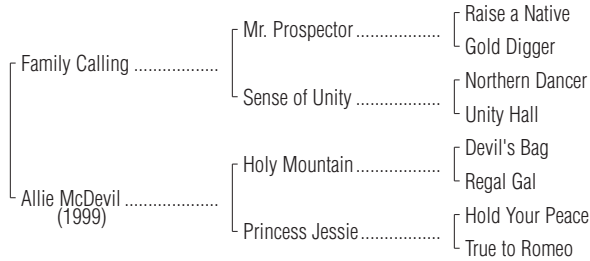 Raise a Native
Mr. Prospector ..................
Gold Digger
Family Calling ..................
Northern Dancer
Sense of Unity ..................
Unity Hall
Devil's Bag
Holy Mountain ..................
Regal Gal
Allie McDevil ....................
(1999)
Hold Your Peace
Princess Jessie.................
True to Romeo